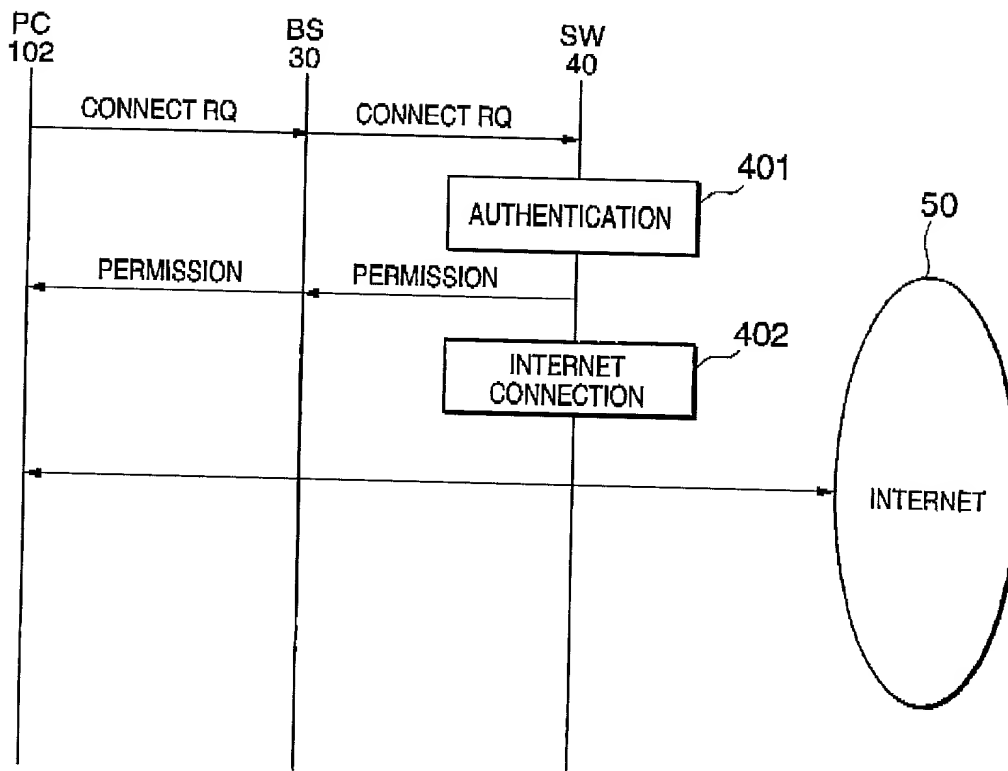 PC
102
BS
30
SW
40
CONNECT RQ
CONNECT RQ
401
AUTHENTICATION
50
PERMISSION
PERMISSION
402
INTERNET
CONNECTION
INTERNET